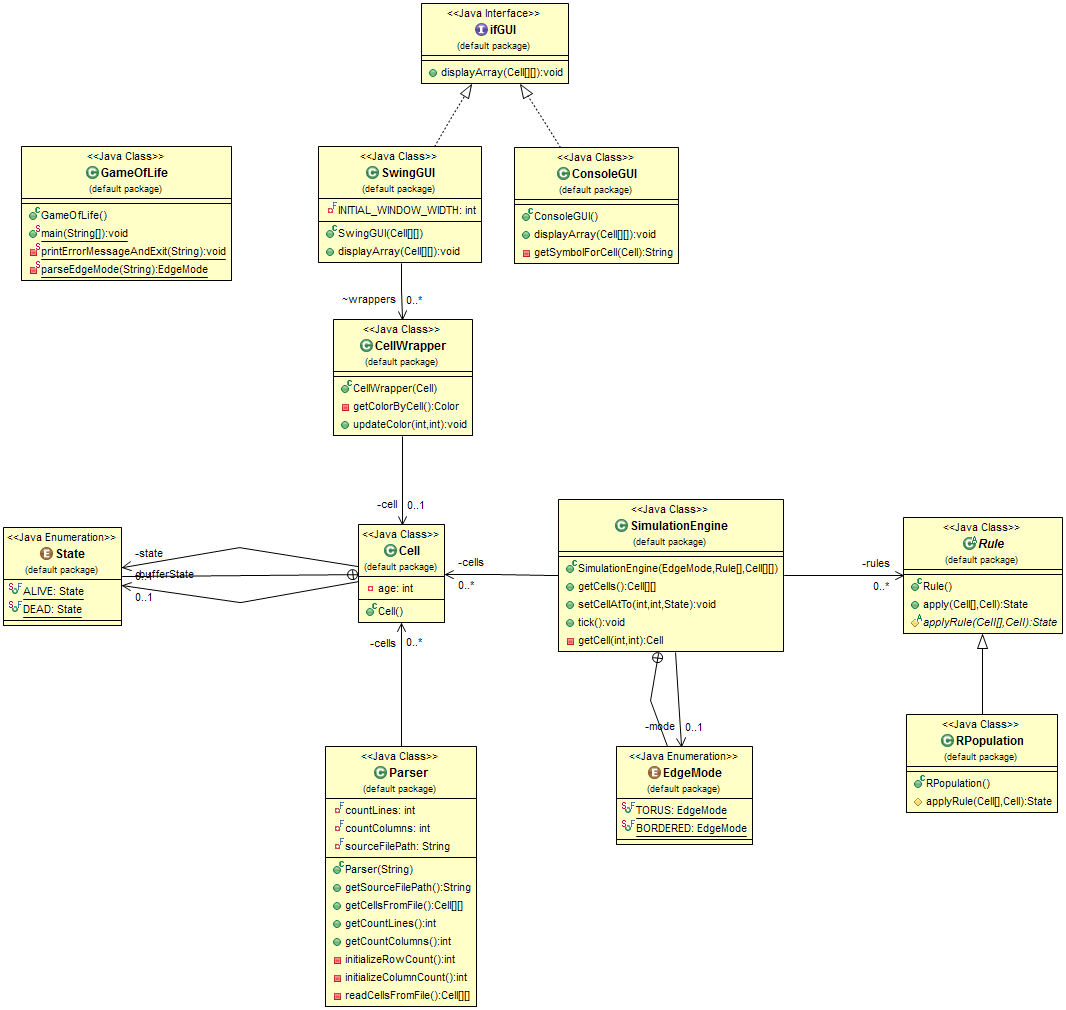 <<Java Interface>>
ifGUI
(default package)
displayArray(Cell[][]):void
<<Java Class>>
GameOfLife
(default package)
GameOfLife()
main(String[]):void
printErrorMessageAndExit(String):void
parseEdgeMode(String):EdgeMode
<<Java Class>>
SwingGUI
(default package)
INITIAL_WINDOW_WIDTH: int
SwingGUI(Cell[][])
displayArray(Cell[][]):void
<<Java Class>>
ConsoleGUI
(default package)
ConsoleGUI()
displayArray(Cell[][]):void
getSymbolForCell(Cell):String
~wrappers 0..*
<<Java Class>>
CellWrapper
(default package)
CellWrapper(Cell)
getColorByCell():Color
updateColor(int,int):void
-cell 0..1
<<Java Enumeration>>
State
(default package)
ALIVE: State
DEAD: State
-state
0..1
-bufferState
0..1
<<Java Class>>
Cell
(default package)
age: int
Cell()
-cells
0..*
<<Java Class>>
SimulationEngine
(default package)
SimulationEngine(EdgeMode,Rule[],Cell[][])
getCells():Cell[][]
setCellAtTo(int,int,State):void
tick():void
getCell(int,int):Cell
-rules
0..*
<<Java Class>>
Rule
(default package)
Rule()
apply(Cell[],Cell):State
applyRule(Cell[],Cell):State
-cells 0..*
<<Java Class>>
Parser
(default package)
countLines: int
countColumns: int
sourceFilePath: String
Parser(String)
getSourceFilePath():String
getCellsFromFile():Cell[][]
getCountLines():int
getCountColumns():int
initializeRowCount():int
initializeColumnCount():int
readCellsFromFile():Cell[][]
-mode 0..1
<<Java Enumeration>>
EdgeMode
(default package)
TORUS: EdgeMode
BORDERED: EdgeMode
<<Java Class>>
RPopulation
(default package)
RPopulation()
applyRule(Cell[],Cell):State